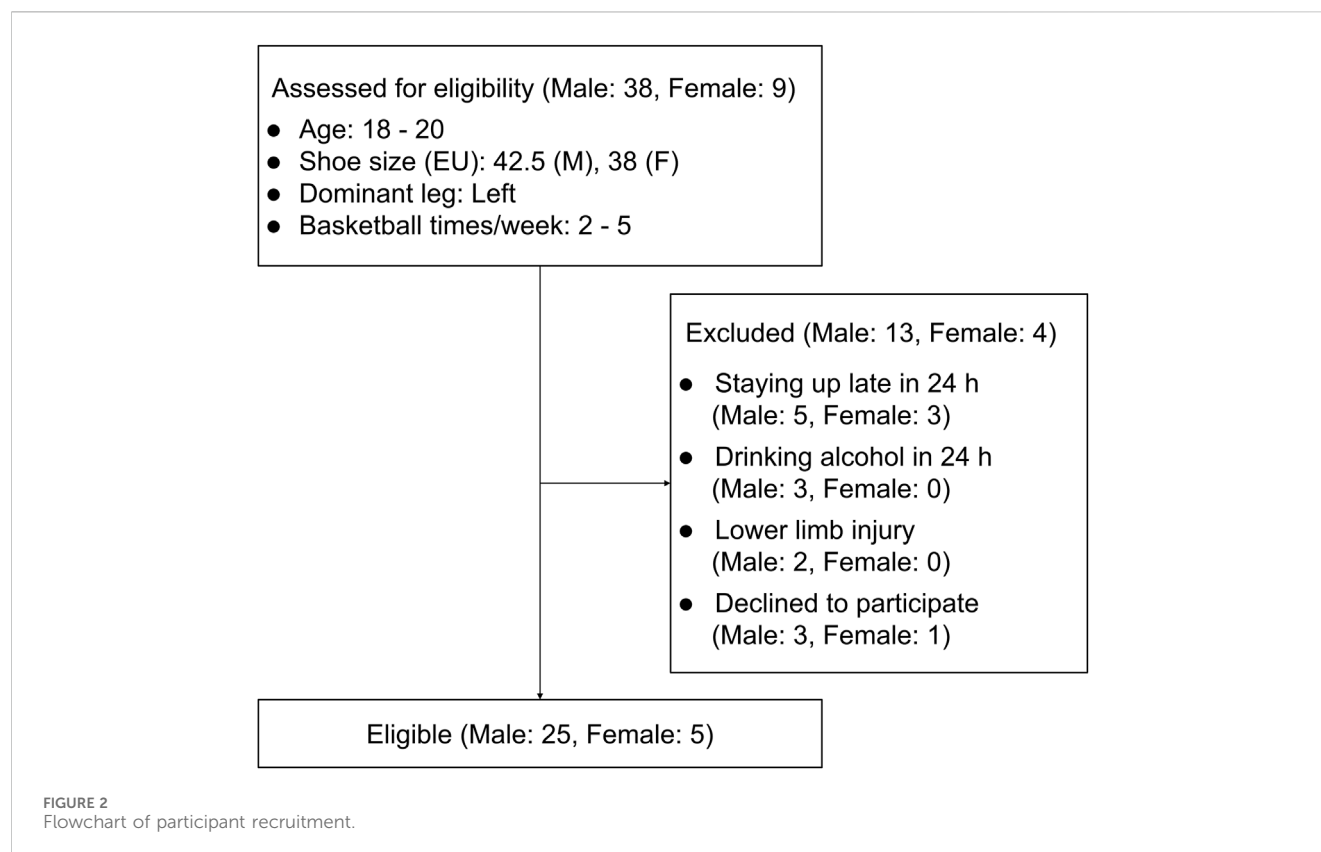 Assessed for eligibility (Male: 38, Female: 9)
● Age: 18 - 20
● Shoe size (EU): 42.5 (M), 38 (F)
● Dominant leg: Left
● Basketball times/week: 2 - 5
Excluded (Male: 13, Female: 4)
● Staying up late in 24 h
(Male: 5, Female: 3)
● Drinking alcohol in 24 h
(Male: 3, Female: 0)
● Lower limb injury
(Male: 2, Female: 0)
● Declined to participate
(Male: 3, Female: 1)
Eligible (Male: 25, Female: 5)
FIGURE 2
Flowchart of participant recruitment.